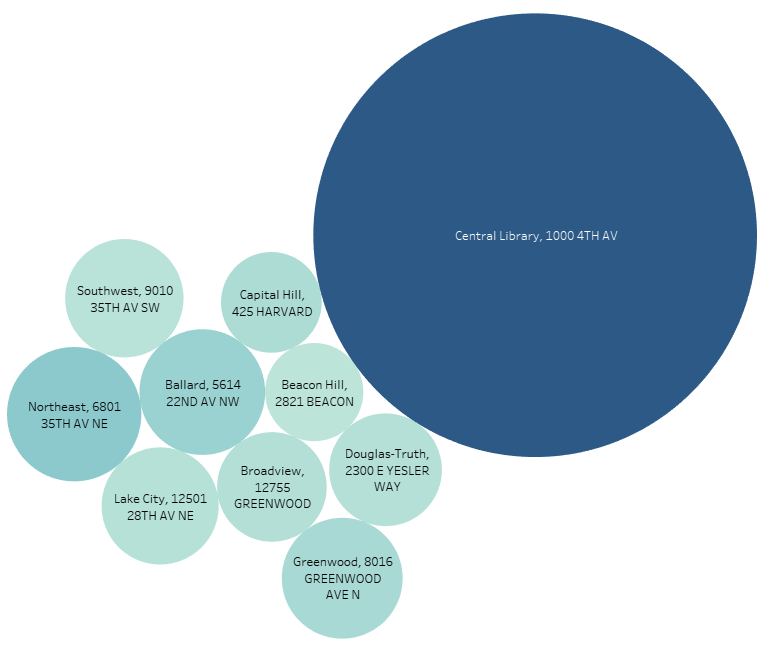 Central Library, 1000 4TH AV
Southwest, 9010
35TH AV SW
Capital Hill,
425 HARVARD
Ballard, 5614
22ND AV NW
Beacon Hill,
2821 BEACON
Northeast, 6801
35TH AV NE
Douglas-Truth,
2300 E YESLER
WAY
Broadview,
12755
GREENWOOD
Lake City, 12501
28TH AV NE
Greenwood, 8016
GREENWOOD
AVE N